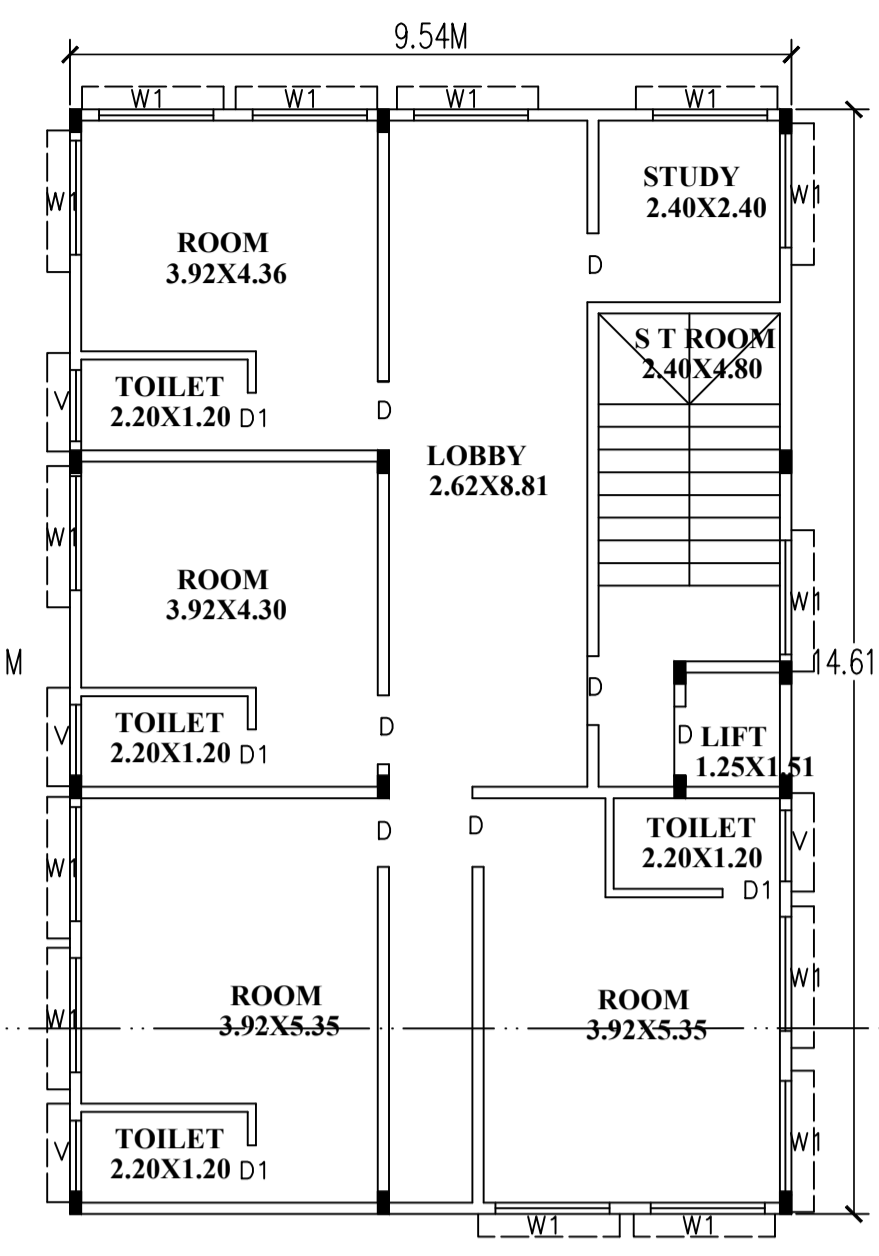 9.54M
W1
W1
W1
W1
W1
W1
STUDY
2.40X2.40
ROOM
3.92X4.36
D
S T ROOM
2.40X4.80
TOILET
2.20X1.20
D1
V
D
LOBBY
2.62X8.81
W1
ROOM
3.92X4.30
W1
M
14.61
D
V
TOILET
2.20X1.20
D1
D
D
LIFT
1.25X1.51
D
D
TOILET
2.20X1.20
V
W1
D1
W1
ROOM
3.92X5.35
ROOM
3.92X5.35
W1
TOILET
2.20X1.20
D1
V
W1
W1
W1